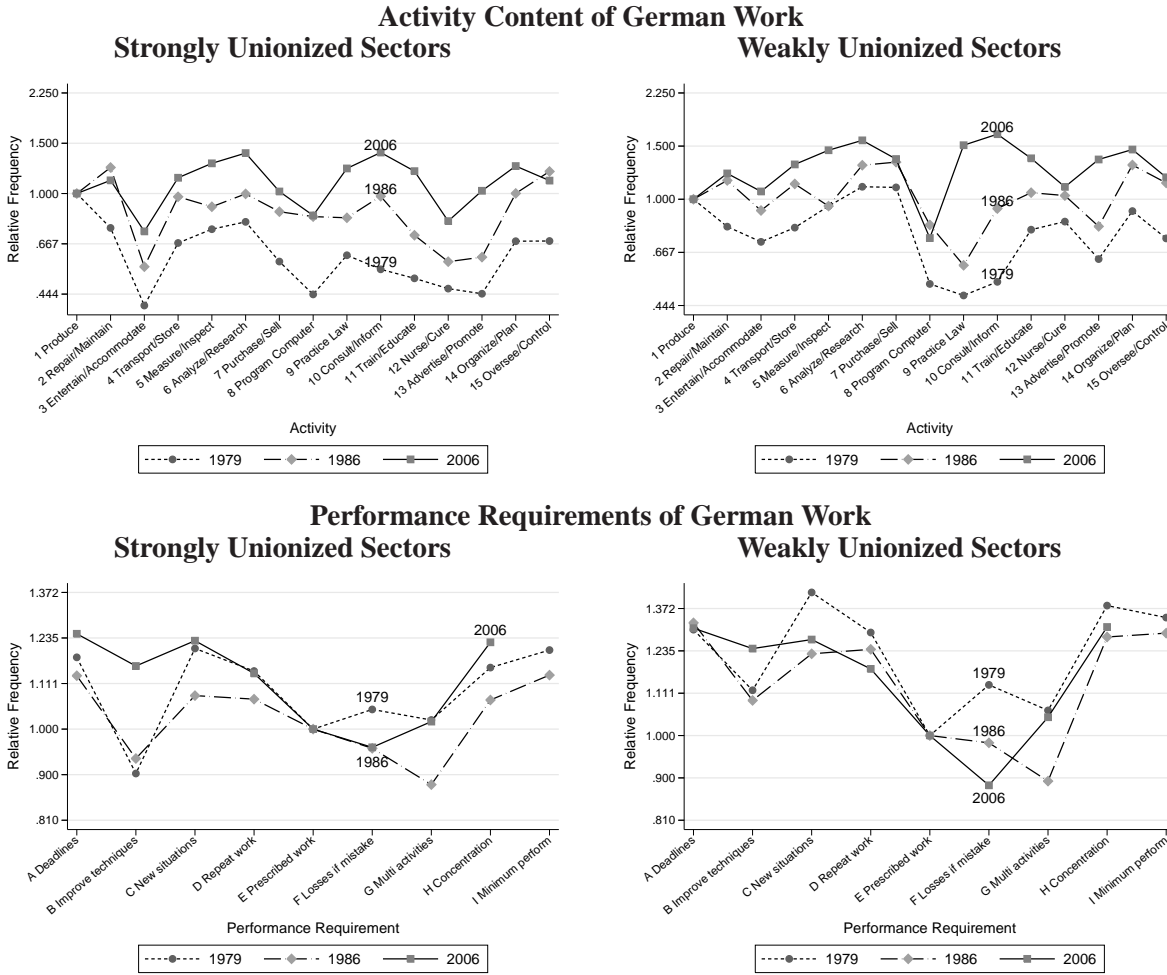 Activity Content of German Work
Strongly Unionized Sectors
Weakly Unionized Sectors
Relative Frequency
2.250
1.500
1.000
.667
.444
2006
1986
1979
1 Produce
2 Repair/Maintain
3 Entertain/Accommodate
4 Transport/Store
5 Measure/Inspect
6 Analyze/Research
7 Purchase/Sell
8 Program Computer
9 Practice Law
10 Consult/Inform
11 Train/Educate
12 Nurse/Cure
13 Advertise/Promote
14 Organize/Plan
15 Oversee/Control
Activity
1979 1986 2006
Relative Frequency
2.250
1.500
1.000
.667
.444
2006
1986
1979
1 Produce
2 Repair/Maintain
3 Entertain/Accommodate
4 Transport/Store
5 Measure/Inspect
6 Analyze/Research
7 Purchase/Sell
8 Program Computer
9 Practice Law
10 Consult/Inform
11 Train/Educate
12 Nurse/Cure
13 Advertise/Promote
14 Organize/Plan
15 Oversee/Control
Activity
1979 1986 2006
Performance Requirements of German Work
Strongly Unionized Sectors
Weakly Unionized Sectors
Relative Frequency
1.372
1.235
1.111
1.000
.900
.810
2006
1979
1986
A Deadlines
B Improve techniques
C New situations
D Repeat work
E Prescribed work
F Losses if mistake
G Multi activities
H Concentration
I Minimum perform
Performance Requirement
1979 1986 2006
Relative Frequency
1.372
1.235
1.111
1.000
.900
.810
1979
1986
2006
A Deadlines
B Improve techniques
C New situations
D Repeat work
E Prescribed work
F Losses if mistake
G Multi activities
H Concentration
I Minimum perform
Performance Requirement
1979 1986 2006